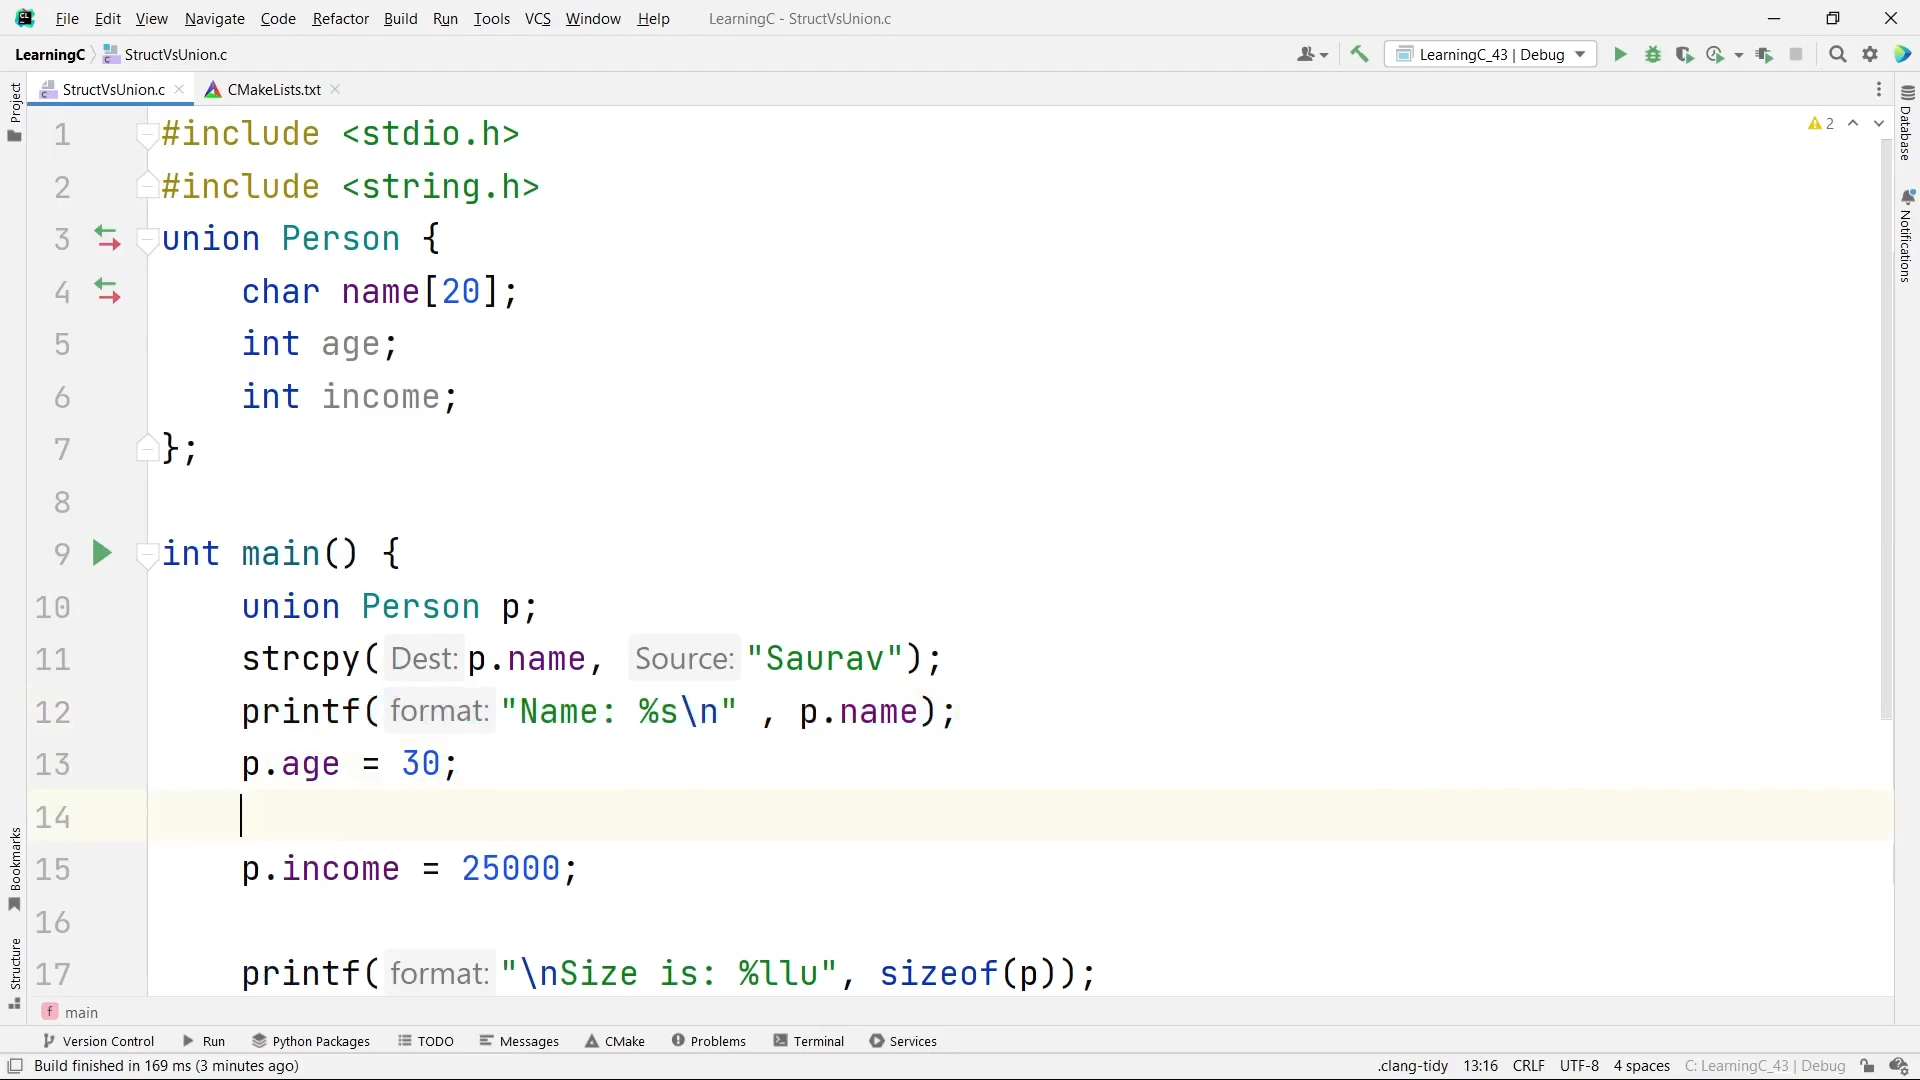 File Edit View Navigate Code Refactor Build Run Tools VCS Window Help LearningC - StructVsUnion.c
LearningC StructVsUnion.c LearningC_43 | Debug
StructVsUnion.c CMakeLists.txt
Project
Database
Notifications
2
1 #include <stdio.h>
2 #include <string.h>
3 union Person {
4 char name[20];
5 int age;
6 int income;
7 };
8
9 int main() {
10 union Person p;
11 strcpy( Dest: p.name, Source: "Saurav");
12 printf( format: "Name: %s\n" , p.name);
13 p.age = 30;
14
15 p.income = 25000;
16
17 printf( format: "\nSize is: %llu", sizeof(p));
Bookmarks
Structure
f main
Version Control Run Python Packages TODO Messages CMake Problems Terminal Services
Build finished in 169 ms (3 minutes ago) .clang-tidy 13:16 CRLF UTF-8 4 spaces C: LearningC_43 | Debug